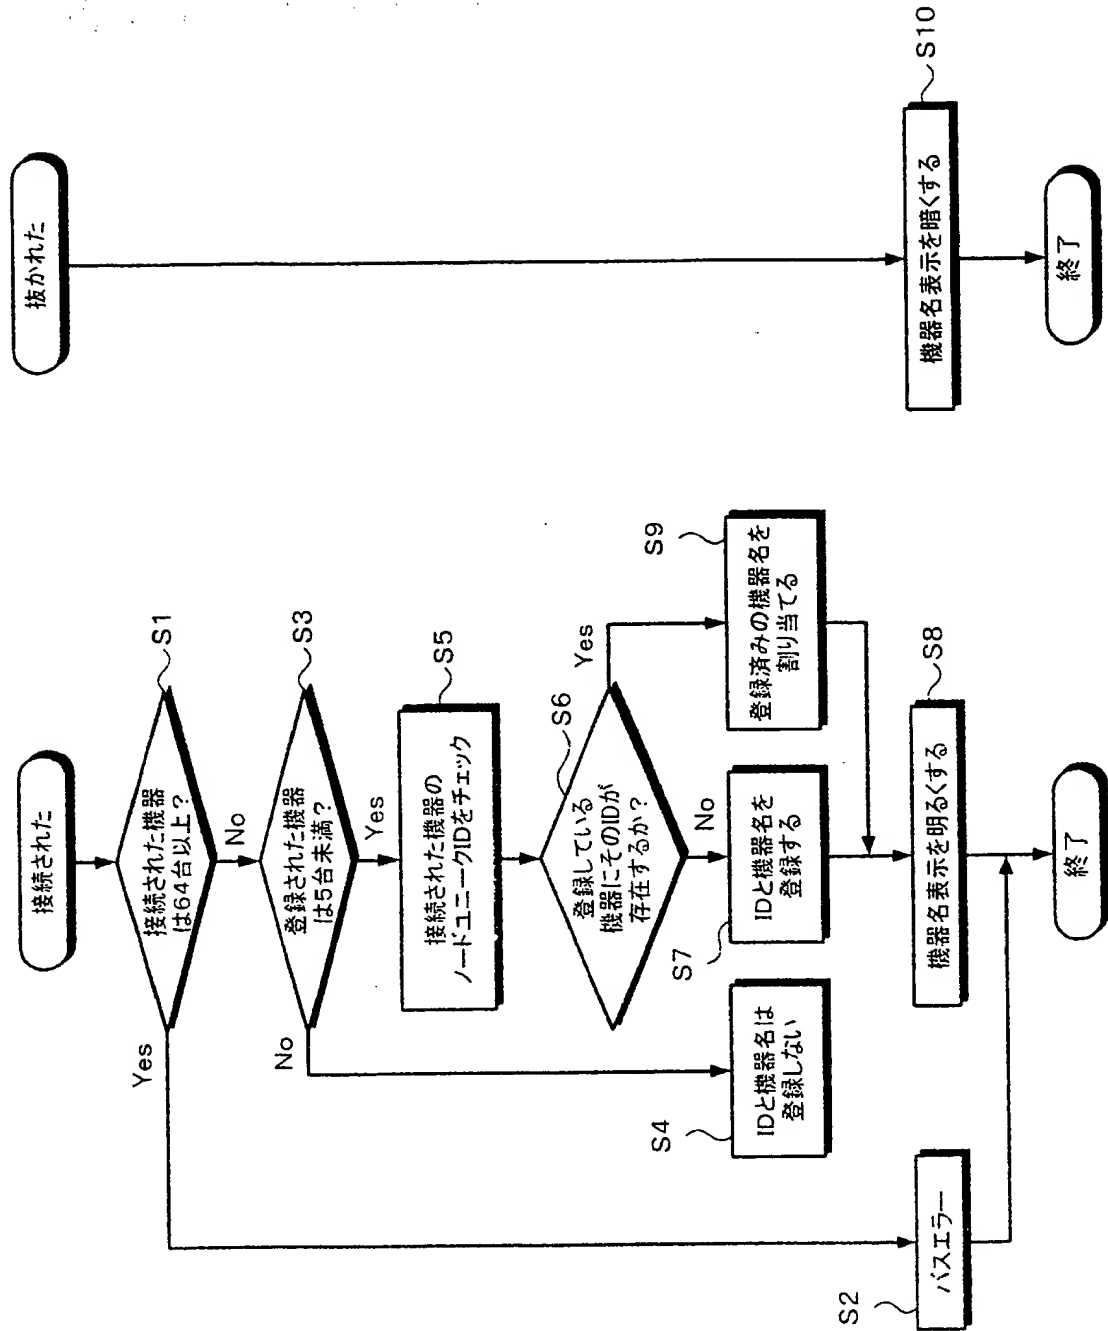 接続された
接続された機器
は64台以上?
S1
Yes
No
登録された機器
は5台未満?
S3
No
Yes
接続された機器の
ノードユニークIDをチェック
S5
登録している
機器にそのIDが
存在するか?
S6
Yes
No
S2
バスエラー
S4
IDと機器名は
登録しない
S7
IDと機器名を
登録する
S9
登録済みの機器名を
割り当てる
機器名表示を明るくする
S8
終了
抜かれた
機器名表示を暗くする
S10
終了